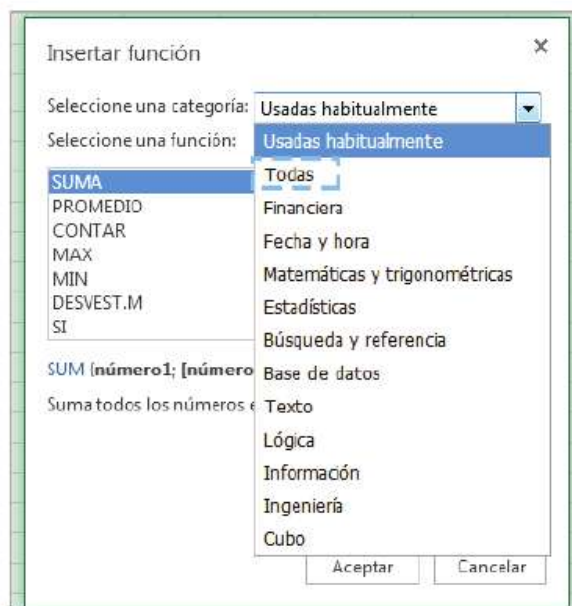 Insertar función
Seleccione una categoría: Usadas habitualmente
Seleccione una función:
Usadas habitualmente
Todas
Financiera
Fecha y hora
Matemáticas y trigonométricas
Estadísticas
Búsqueda y referencia
Base de datos
Texto
Lógica
Información
Ingeniería
Cubo
SUMA
PROMEDIO
CONTAR
MAX
MIN
DESVEST.M
SI
SUM (número1; [número
Suma todos los números e
Aceptar
Cancelar